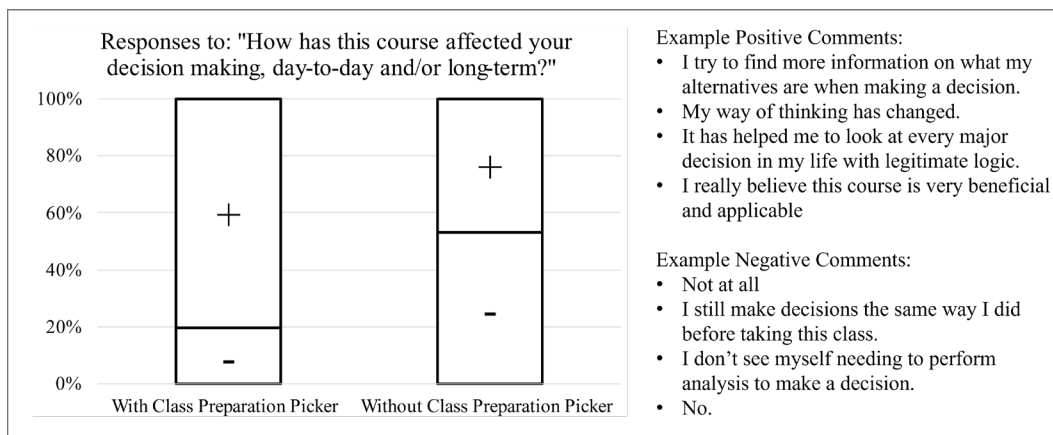 Responses to: "How has this course affected your
decision making, day-to-day and/or long-term?"
100%
80%
60%
40%
20%
0%
+
-
+
-
With Class Preparation Picker
Without Class Preparation Picker
Example Positive Comments:
• I try to find more information on what my
alternatives are when making a decision.
• My way of thinking has changed.
• It has helped me to look at every major
decision in my life with legitimate logic.
• I really believe this course is very beneficial
and applicable
Example Negative Comments:
• Not at all
• I still make decisions the same way I did
before taking this class.
• I don’t see myself needing to perform
analysis to make a decision.
• No.